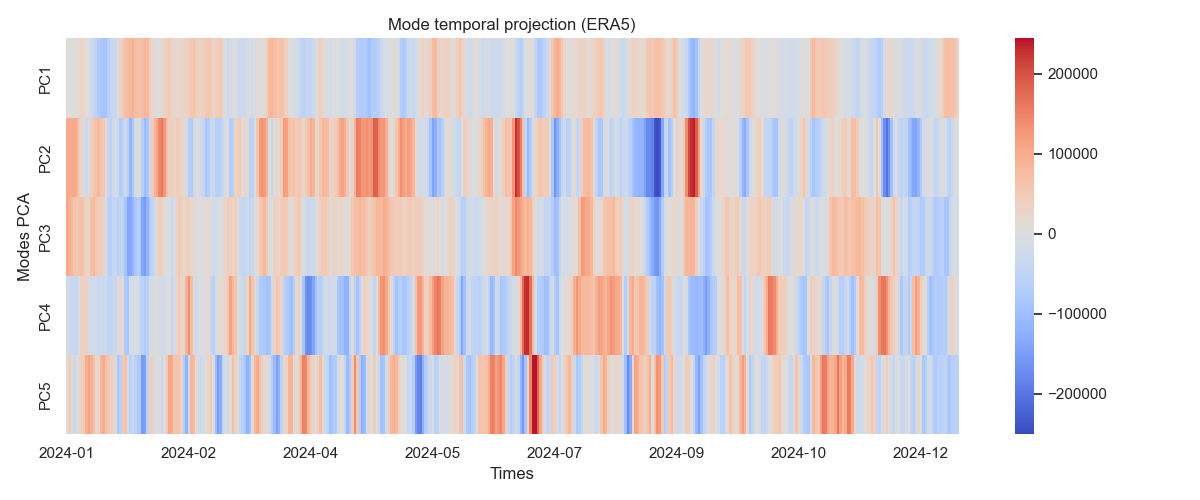 Mode temporal projection (ERA5)
Modes PCA
PC1
PC2
PC3
PC4
PC5
2024-01
2024-02
2024-04
2024-05
2024-07
2024-09
2024-10
2024-12
Times
200000
100000
0
−100000
−200000